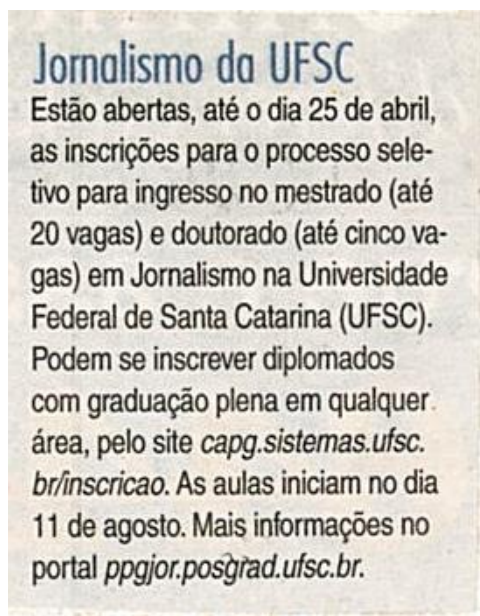 Jornalismo da UFSC
Estão abertas, até o dia 25 de abril,
as inscrições para o processo sele-
tivo para ingresso no mestrado (até
20 vagas) e doutorado (até cinco va-
gas) em Jornalismo na Universidade
Federal de Santa Catarina (UFSC).
Podem se inscrever diplomados
com graduação plena em qualquer
área, pelo site capg.sistemas.ufsc.
br/inscricao. As aulas iniciam no dia
11 de agosto. Mais informações no
portal ppgjor.posgrad.ufsc.br.